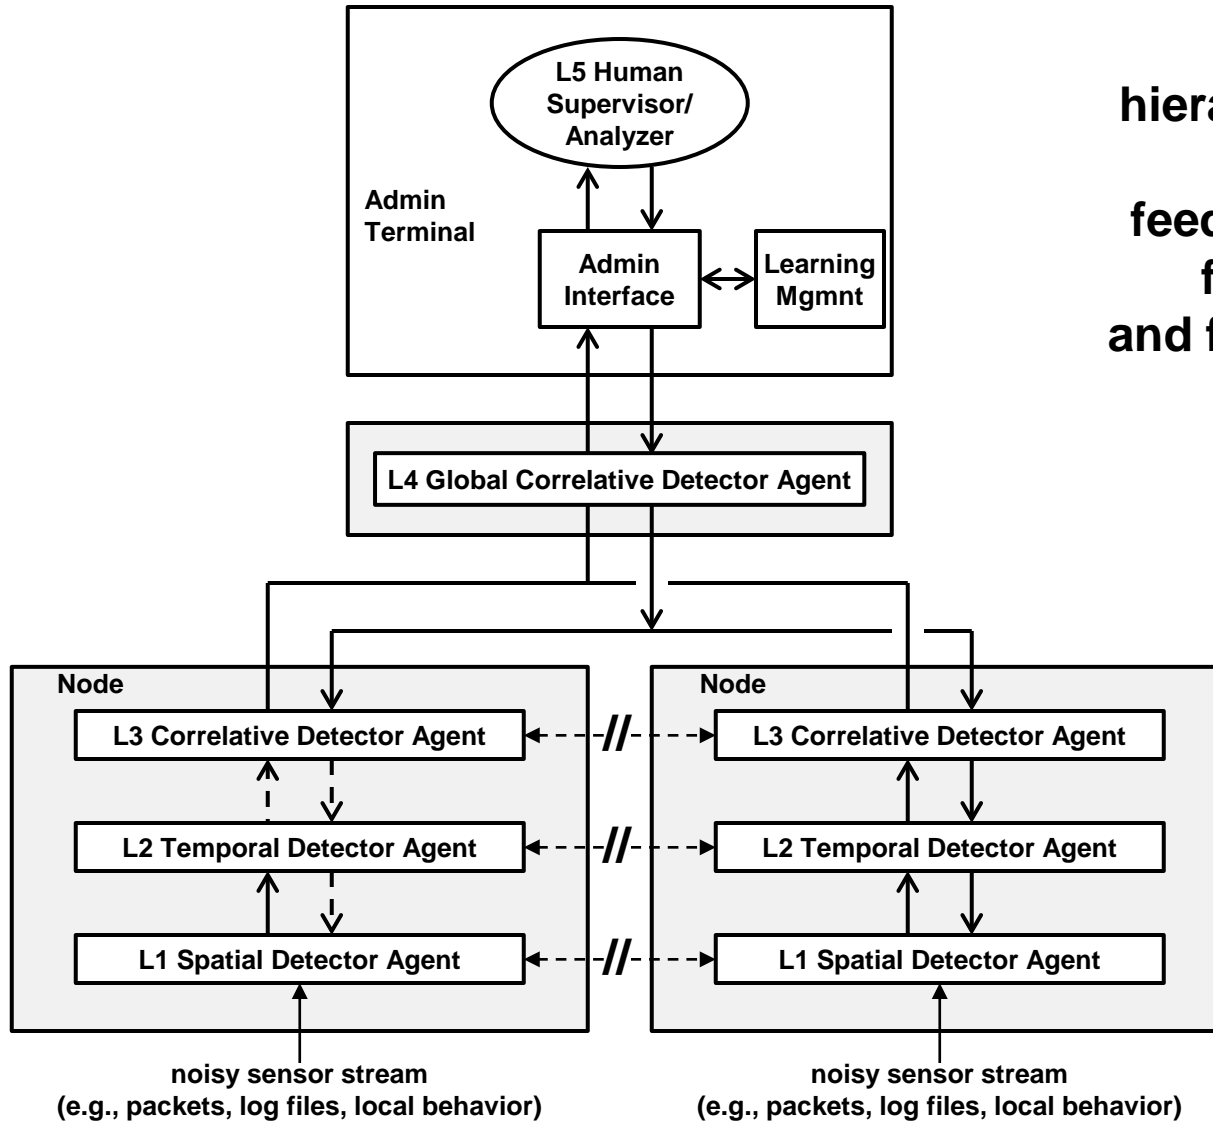 L5 Human
Supervisor/
Analyzer
Admin
Terminal
Admin
Interface
Learning
Mgmnt
L4 Global Correlative Detector Agent
Node
L3 Correlative Detector Agent
L2 Temporal Detector Agent
L1 Spatial Detector Agent
noisy sensor stream
(e.g., packets, log files, local behavior)
//
//
//
Node
L3 Correlative Detector Agent
L2 Temporal Detector Agent
L1 Spatial Detector Agent
noisy sensor stream
(e.g., packets, log files, local behavior)
and